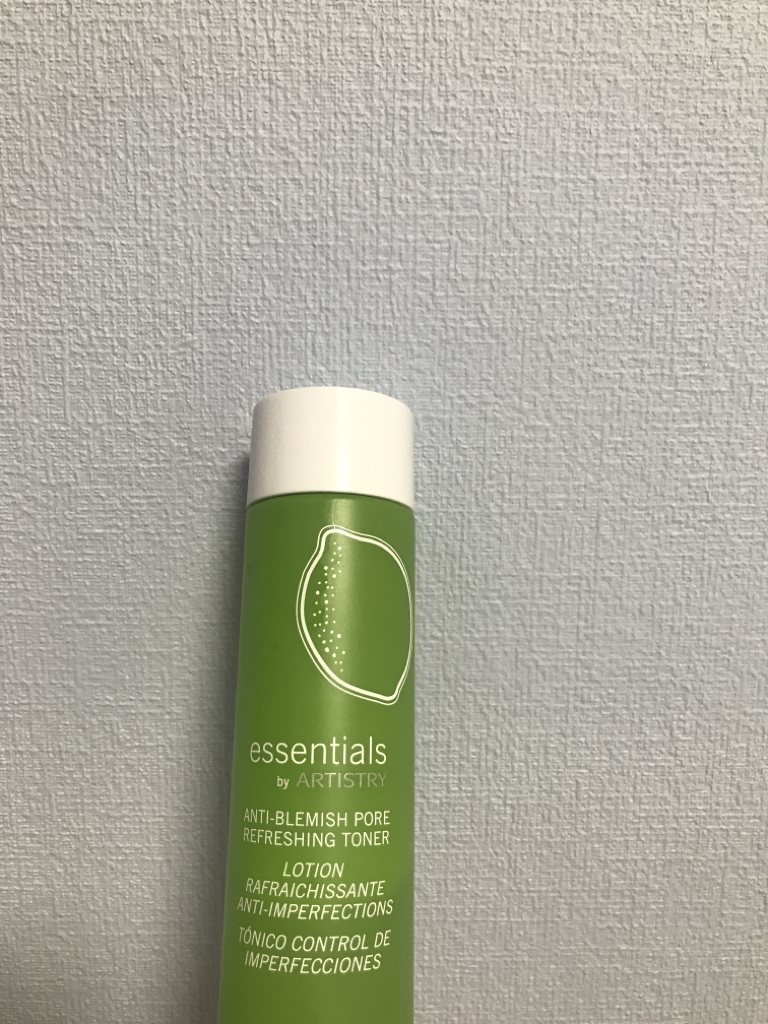 essentials
by ARTISTRY
ANTI-BLEMISH PORE
REFRESHING TONER
LOTION
RAFRAICHISSANTE
ANTI-IMPERFECTIONS
TÓNICO CONTROL DE
IMPERFECCIONES